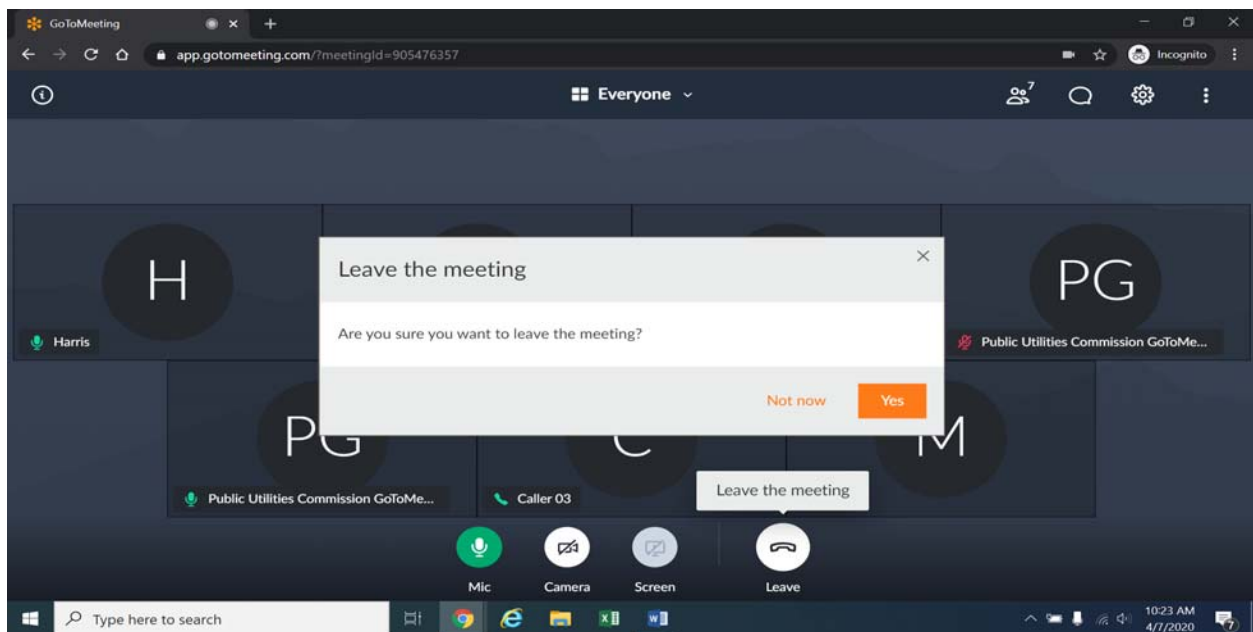 GoToMeeting
app.gotomeeting.com/?meetingId=905476357
Incognito
Everyone
7
H
PG
Harris
Public Utilities Commission GoToMe...
Leave the meeting
Are you sure you want to leave the meeting?
Not now
Yes
PG
C
M
Public Utilities Commission GoToMe...
Caller 03
Leave the meeting
Mic
Camera
Screen
Leave
Type here to search
10:23 AM
4/7/2020
7